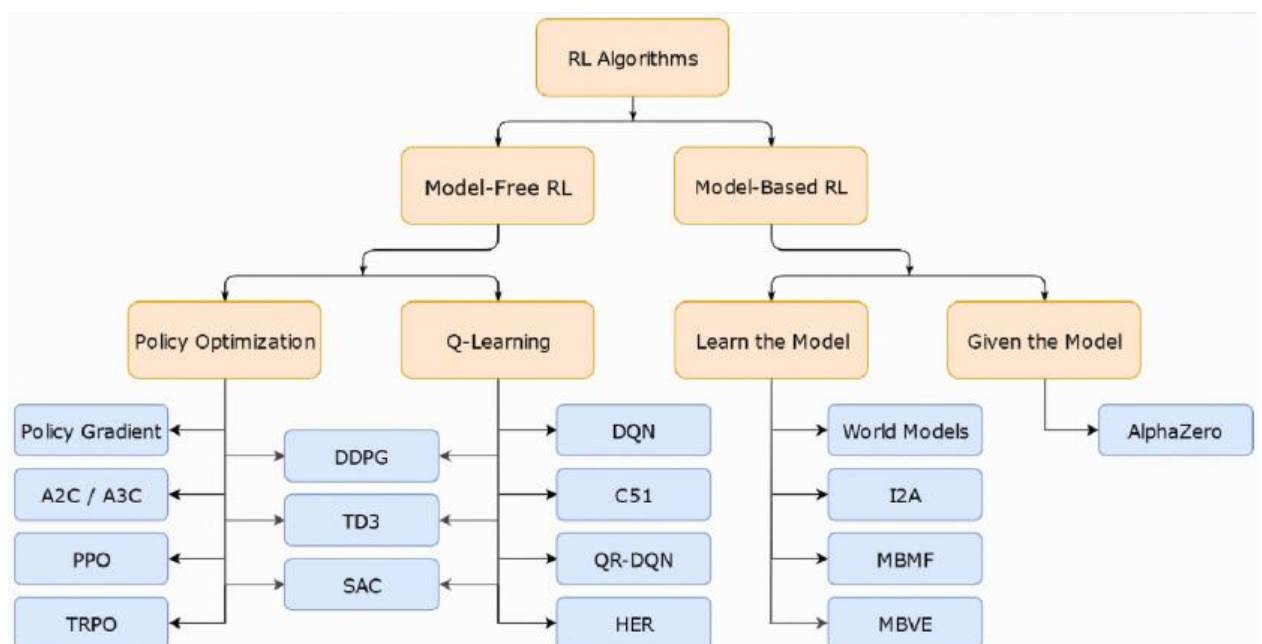 RL Algorithms
Model-Free RL
Model-Based RL
Policy Optimization
Q-Learning
Learn the Model
Given the Model
Policy Gradient
DDPG
DQN
World Models
AlphaZero
A2C / A3C
TD3
C51
I2A
PPO
SAC
QR-DQN
MBMF
TRPO
HER
MBVE